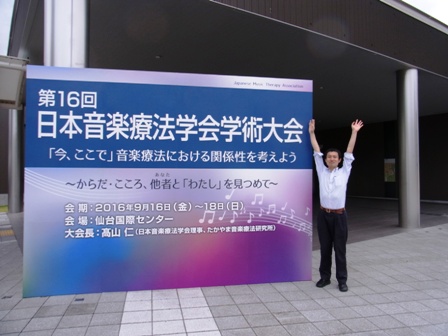 Japanese Music Therapy Association
第16回
日本音楽療法学会学術大会
「今、ここで」音楽療法における関係性を考えよう
あなた
〜からだ・こころ、他者と「わたし」を見つめて〜
会期：2016年9月16日（金）〜18日（日）
会場：仙台国際センター
大会長：高山 仁（日本音楽療法学会理事、たかやま音楽療法研究所）